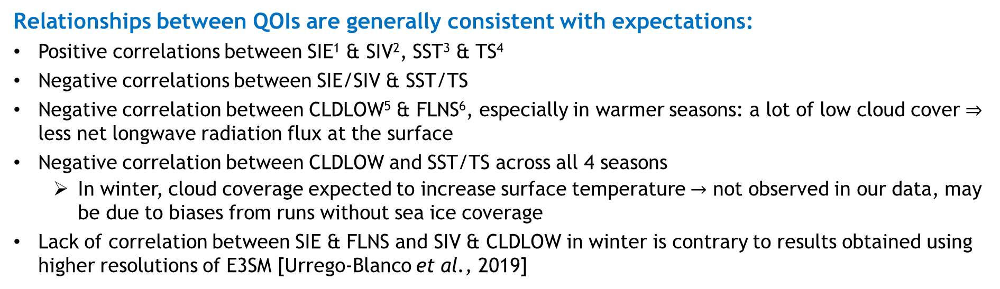 Relationships between QOIs are generally consistent with expectations:
• Positive correlations between SIE¹ & SIV², SST³ & TS⁴
• Negative correlations between SIE/SIV & SST/TS
• Negative correlation between CLDLOW⁵ & FLNS⁶, especially in warmer seasons: a lot of low cloud cover ⇒
less net longwave radiation flux at the surface
• Negative correlation between CLDLOW and SST/TS across all 4 seasons
➢ In winter, cloud coverage expected to increase surface temperature → not observed in our data, may
be due to biases from runs without sea ice coverage
• Lack of correlation between SIE & FLNS and SIV & CLDLOW in winter is contrary to results obtained using
higher resolutions of E3SM [Urrego-Blanco et al., 2019]